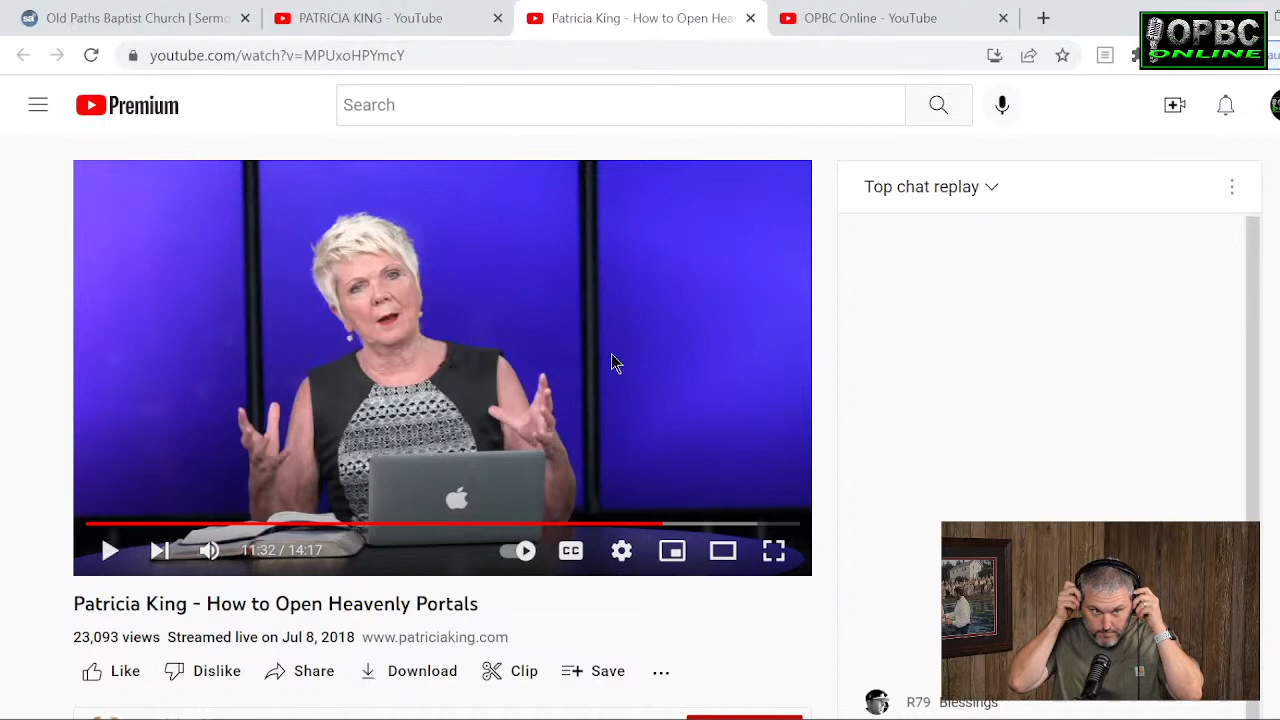 Old Paths Baptist Church | Sermo
PATRICIA KING - YouTube
Patricia King - How to Open Hea
OPBC Online - YouTube
OPBC
ONLINE
youtube.com/watch?v=MPUxoHPYmcY
Premium
Search
Top chat replay
11:32 / 14:17
CC
Patricia King - How to Open Heavenly Portals
23,093 views Streamed live on Jul 8, 2018 www.patriciaking.com
Like
Dislike
Share
Download
Clip
Save
R79 Blessings